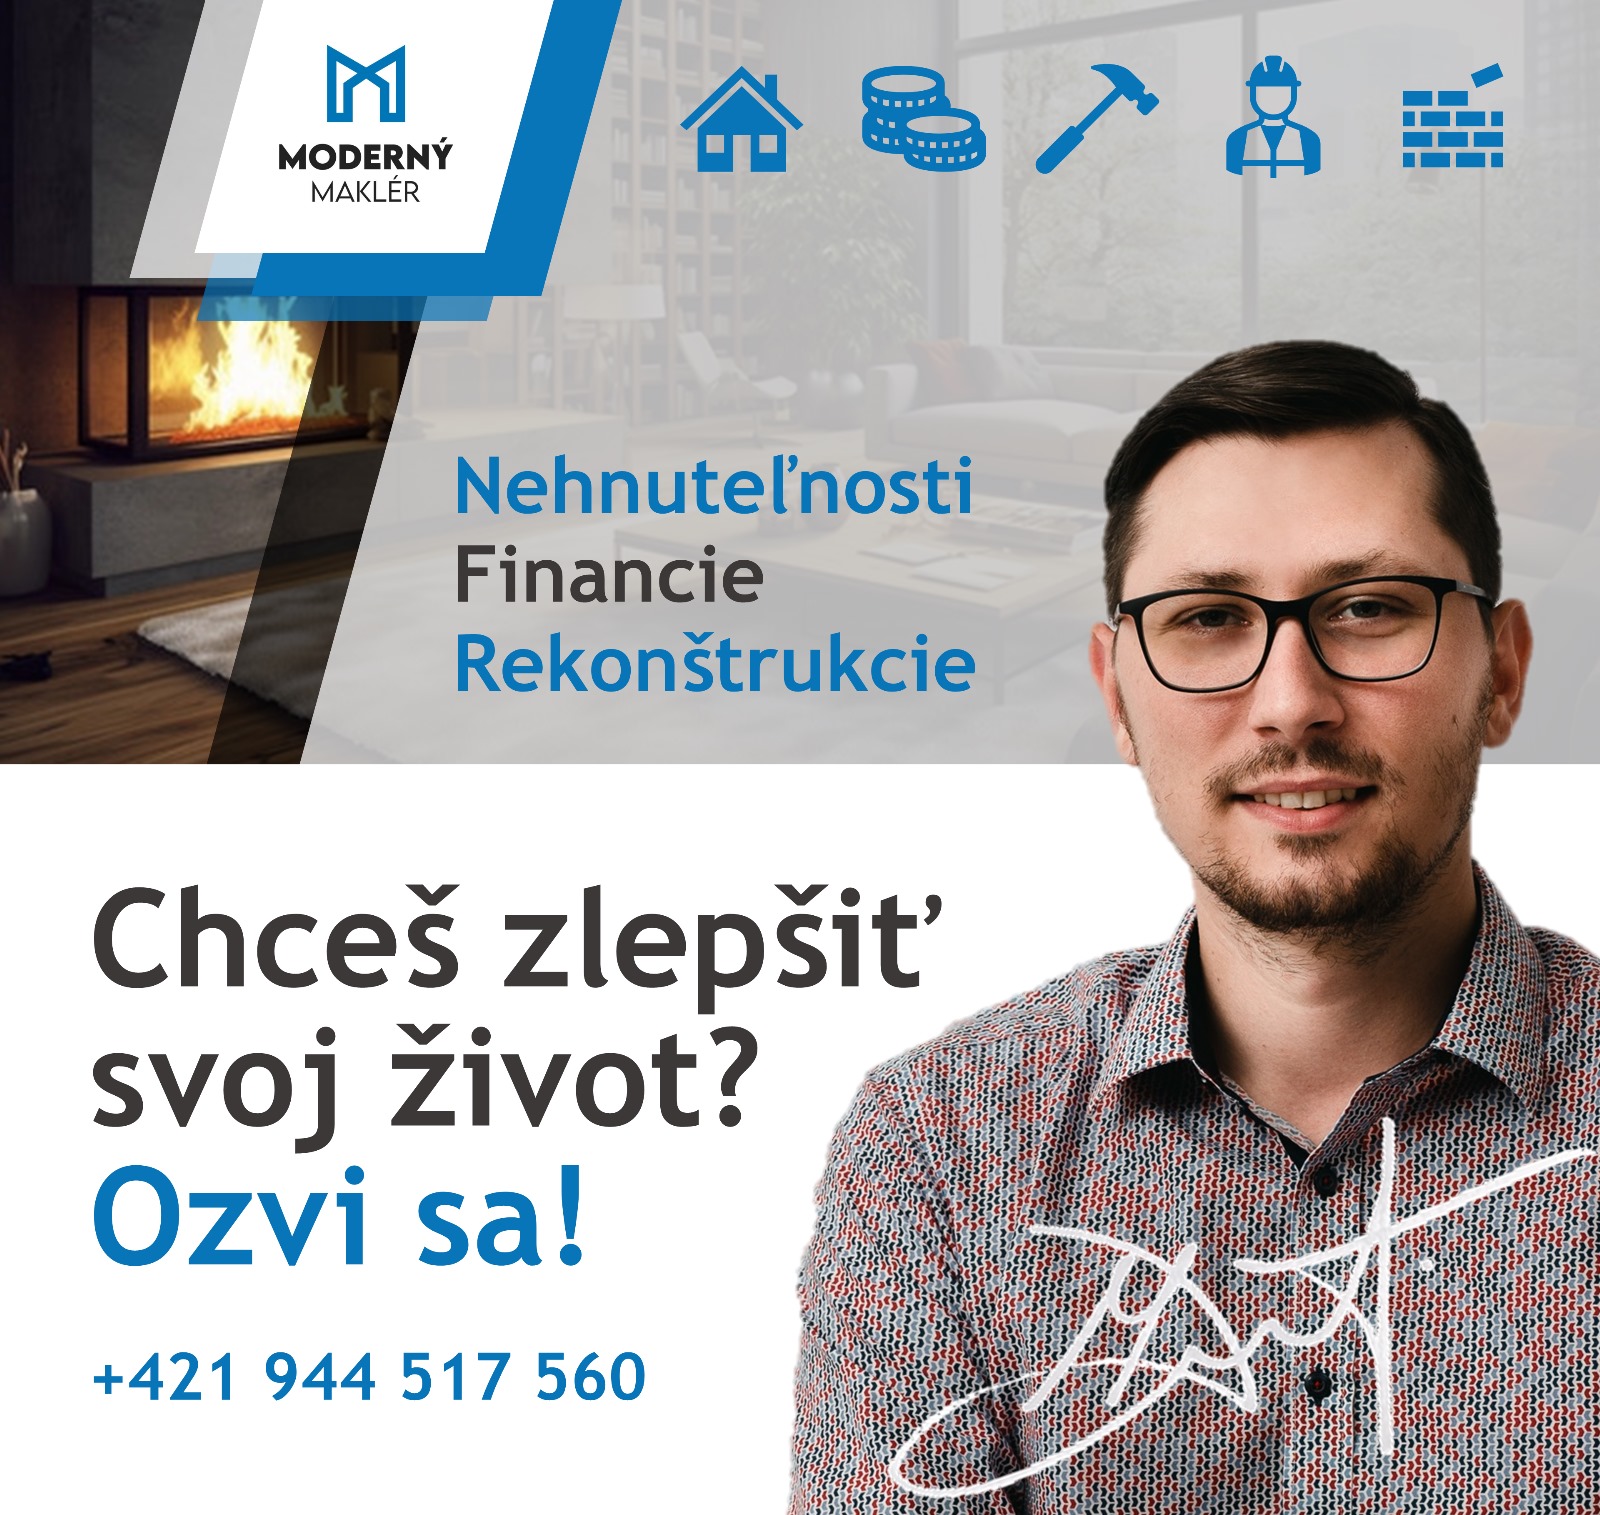 MODERNÝ
MAKLÉR
Nehnuteľnosti
Financie
Rekonštrukcie
Chceš zlepšiť
svoj život?
Ozvi sa!
+421 944 517 560